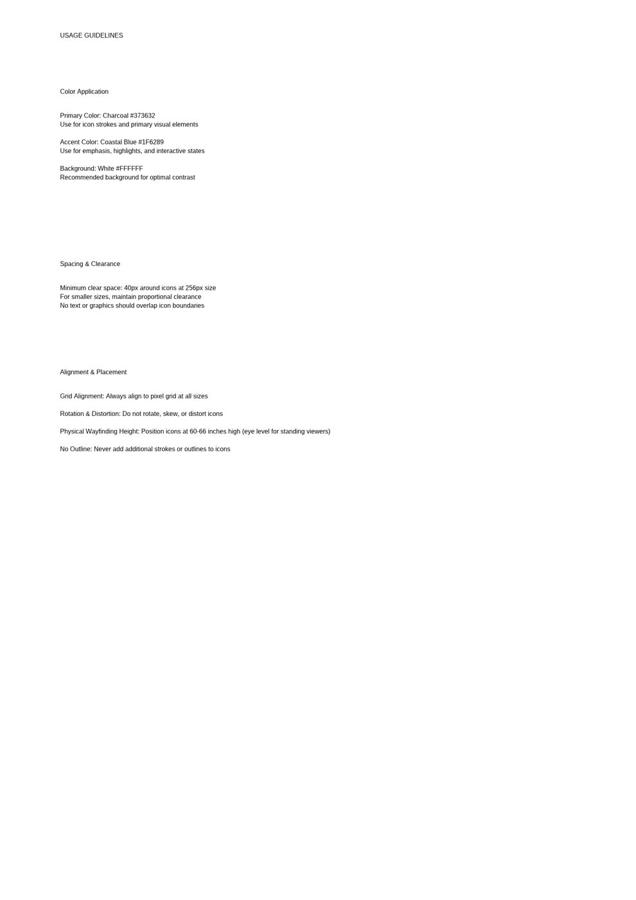 USAGE GUIDELINES
Color Application
Primary Color: Charcoal #373632
Use for icon strokes and primary visual elements
Accent Color: Coastal Blue #1F6289
Use for emphasis, highlights, and interactive states
Background: White #FFFFFF
Recommended background for optimal contrast
Spacing & Clearance
Minimum clear space: 40px around icons at 256px size
For smaller sizes, maintain proportional clearance
No text or graphics should overlap icon boundaries
Alignment & Placement
Grid Alignment: Always align to pixel grid at all sizes
Rotation & Distortion: Do not rotate, skew, or distort icons
Physical Wayfinding Height: Position icons at 60-66 inches high (eye level for standing viewers)
No Outline: Never add additional strokes or outlines to icons